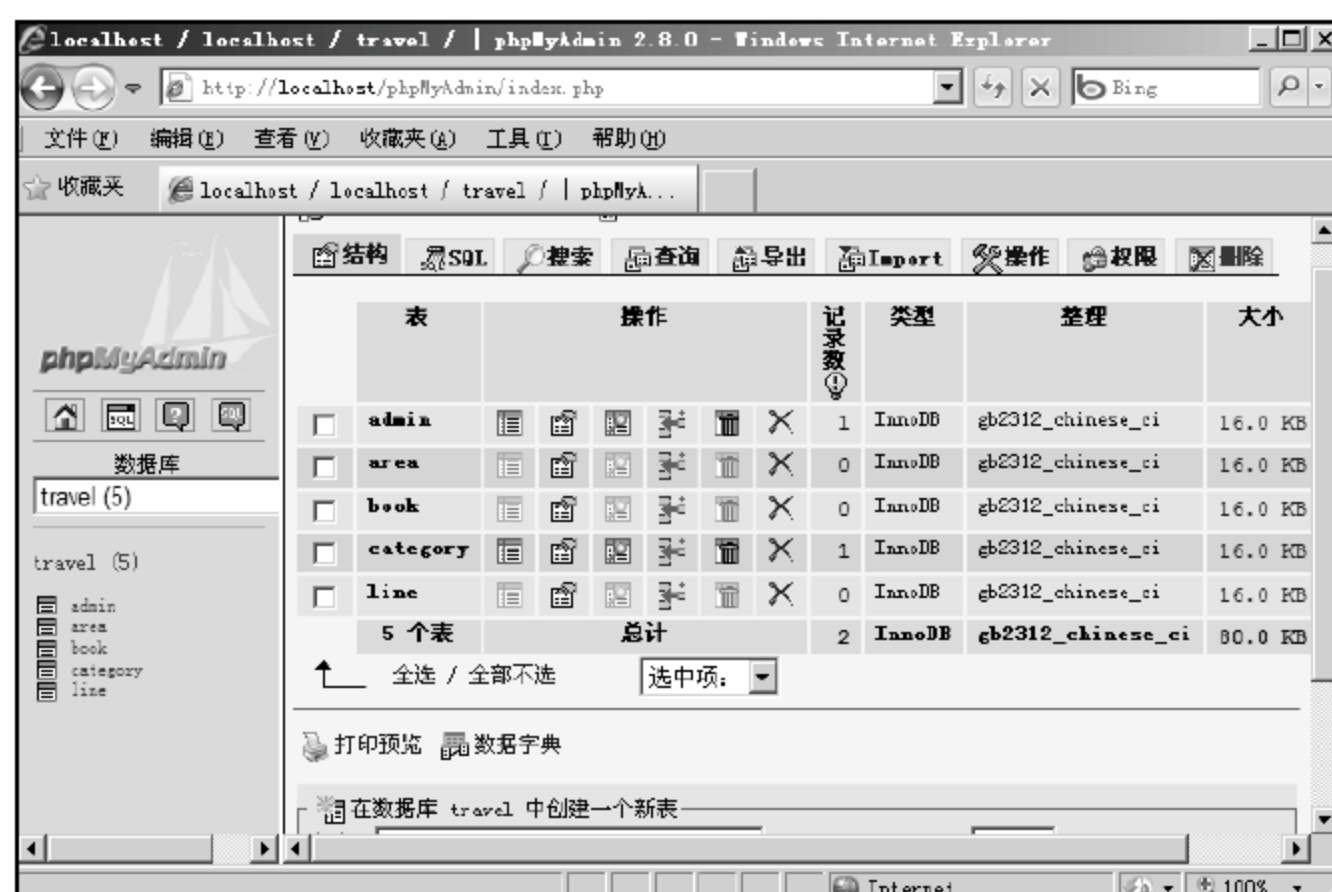 localhost / localhost / travel / | phpMyAdmin 2.8.0 - Windows Internet Explorer
http://localhost/phpMyAdmin/index.php Bing
文件(F) 编辑(E) 查看(V) 收藏夹(A) 工具(T) 帮助(H)
收藏夹 localhost / localhost / travel / | phpMyA...
结构 SQL 搜索 查询 导出 Import 操作 权限 删除
phpMyAdmin
SQL ? SQL
数据库
travel (5)
travel (5)
admin
area
book
category
line
表 操作 记录数 类型 整理 大小
admin 1 InnoDB gb2312_chinese_ci 16.0 KB
area 0 InnoDB gb2312_chinese_ci 16.0 KB
book 0 InnoDB gb2312_chinese_ci 16.0 KB
category 1 InnoDB gb2312_chinese_ci 16.0 KB
line 0 InnoDB gb2312_chinese_ci 16.0 KB
5 个表 总计 2 InnoDB gb2312_chinese_ci 80.0 KB
全选 / 全部不选 选中项:
打印预览 数据字典
在数据库 travel 中创建一个新表
Internet 100%